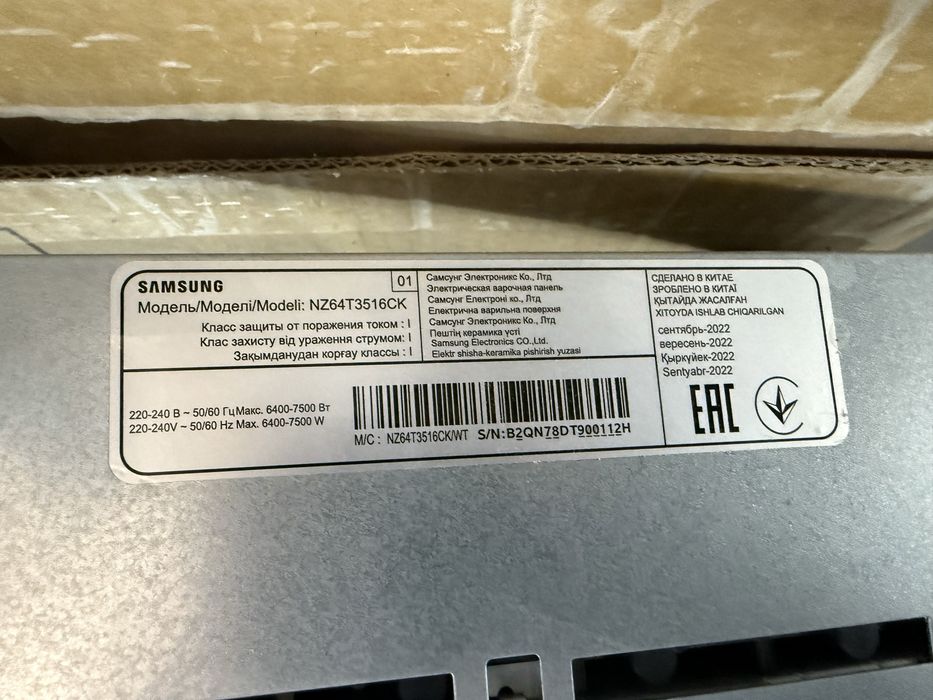 SAMSUNG
01
Модель/Моделі/Modeli: NZ64T3516CK
Класс защиты от поражения током : I
Клас захисту від ураження струмом: I
Зақымданудан корғау классы : I
Самсунг Электроникс Ко., Лтд
Электрическая варочная панель
Самсунг Електроні ко., Лтд
Електрична варильна поверхня
Самсунг Электроникс Ко., Лтд
Пештің керамика үсті
Samsung Electronics CO.,Ltd.
Elektr shisha-keramika pishirish yuzasi
СДЕЛАНО В КИТАЕ
ЗРОБЛЕНО В КИТАЇ
ҚЫТАЙДА ЖАСАЛҒАН
XITOYDA ISHLAB CHIQARILGAN
сентябрь-2022
вересень-2022
Қыркүйек-2022
Sentyabr-2022
220-240 В ~ 50/60 ГцМакс. 6400-7500 Вт
220-240V ~ 50/60 Hz Max. 6400-7500 W
M/C : NZ64T3516CK/WT S/N:B2QN78DT900112H
EAC